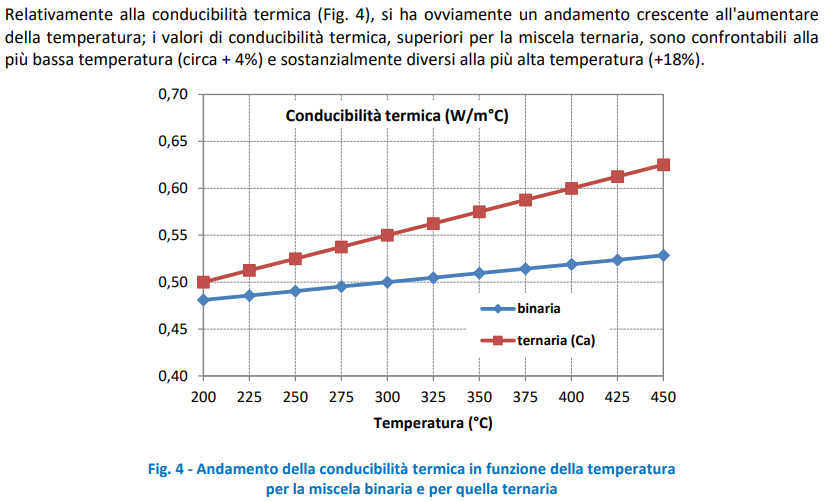 Relativamente alla conducibilità termica (Fig. 4), si ha ovviamente un andamento crescente all'aumentare
della temperatura; i valori di conducibilità termica, superiori per la miscela ternaria, sono confrontabili alla
più bassa temperatura (circa + 4%) e sostanzialmente diversi alla più alta temperatura (+18%).
Conducibilità termica (W/m°C)
0,70
0,65
0,60
0,55
0,50
0,45
0,40
binaria
ternaria (Ca)
200 225 250 275 300 325 350 375 400 425 450
Temperatura (°C)
Fig. 4 - Andamento della conducibilità termica in funzione della temperatura
per la miscela binaria e per quella ternaria